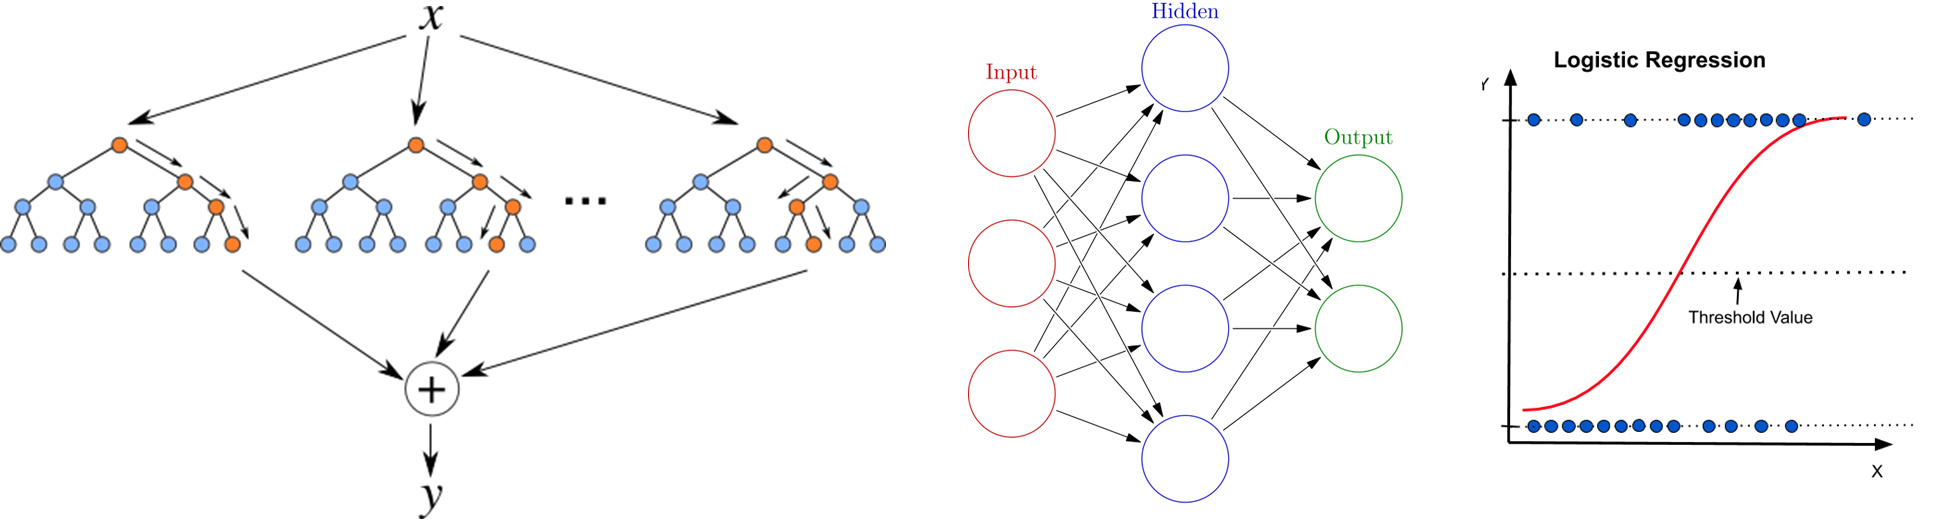 x
...
+
y
Hidden
Input
Output
Logistic Regression
Y
Threshold Value
X